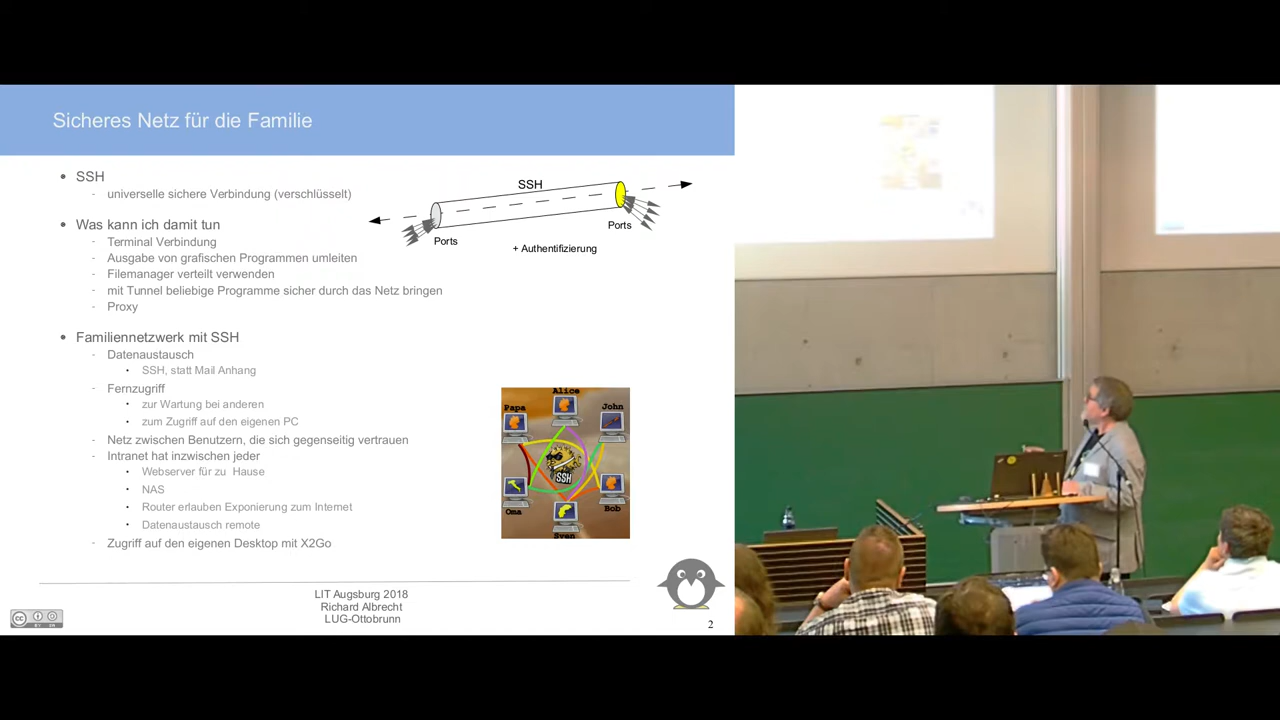 Sicheres Netz für die Familie
SSH
universelle sichere Verbindung (verschlüsselt)
Was kann ich damit tun
Terminal Verbindung
Ausgabe von grafischen Programmen umleiten
Filemanager verteilt verwenden
mit Tunnel beliebige Programme sicher durch das Netz bringen
Proxy
SSH
Ports
Ports
+ Authentifizierung
Familiennetzwerk mit SSH
Datenaustausch
SSH, statt Mail Anhang
Fernzugriff
zur Wartung bei anderen
zum Zugriff auf den eigenen PC
Netz zwischen Benutzern, die sich gegenseitig vertrauen
Intranet hat inzwischen jeder
Webserver für zu Hause
NAS
Router erlauben Exponierung zum Internet
Datenaustausch remote
Zugriff auf den eigenen Desktop mit X2Go
Alice
Papa
John
SSH
Oma
Bob
Sven
LIT Augsburg 2018
Richard Albrecht
LUG-Ottobrunn
cc
2